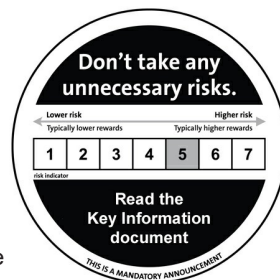 Don't take any
unnecessary risks.
Lower risk Higher risk
Typically lower rewards Typically higher rewards
1 2 3 4 5 6 7
risk indicator
Read the
Key Information
document
THIS IS A MANDATORY ANNOUNCEMENT
e